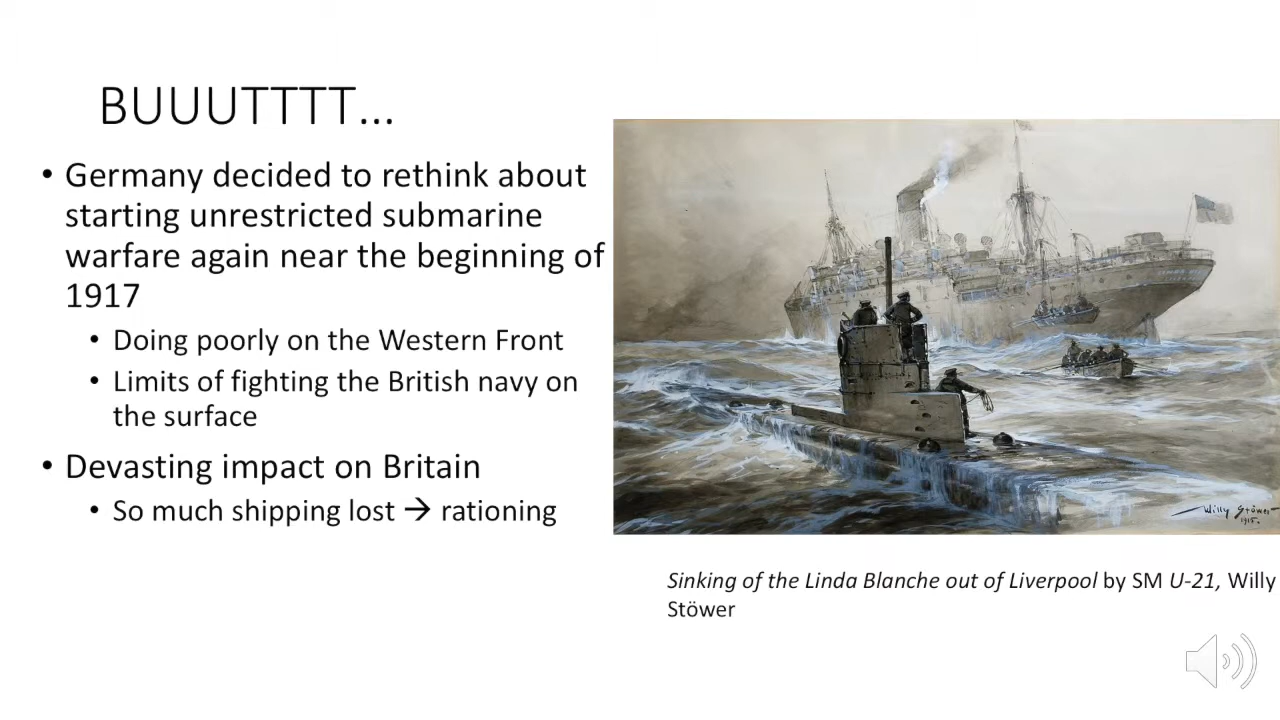 BUUUTTTT...
• Germany decided to rethink about
starting unrestricted submarine
warfare again near the beginning of
1917
• Doing poorly on the Western Front
• Limits of fighting the British navy on
the surface
• Devasting impact on Britain
• So much shipping lost → rationing
Willy Stöwer
1915.
Sinking of the Linda Blanche out of Liverpool by SM U-21, Willy
Stöwer